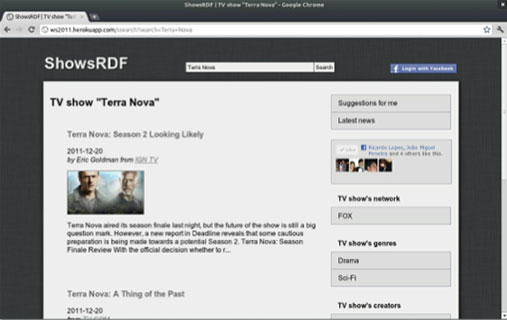 ShowsRDF | TV show "Terra Nova" - Google Chrome
ShowsRDF | TV show "Te
ws2011.herokuapp.com/search?search=Terra+Nova
ShowsRDF
Terra Nova
Search
Login with Facebook
TV show "Terra Nova"
Terra Nova: Season 2 Looking Likely
2011-12-20
by Eric Goldman from IGN TV
Terra Nova aired its season finale last night, but the future of the show is still a big
question mark. However, a new report in Deadline reveals that some cautious
preparation is being made towards a potential Season 2. Terra Nova: Season
Finale Review With the official decision whether to r...
Terra Nova: A Thing of the Past
2011-12-20
Suggestions for me
Latest news
Like
Ricardo Lopes, João Miguel
and 4 others like this.
TV show's network
FOX
TV show's genres
Drama
Sci-Fi
TV show's creators